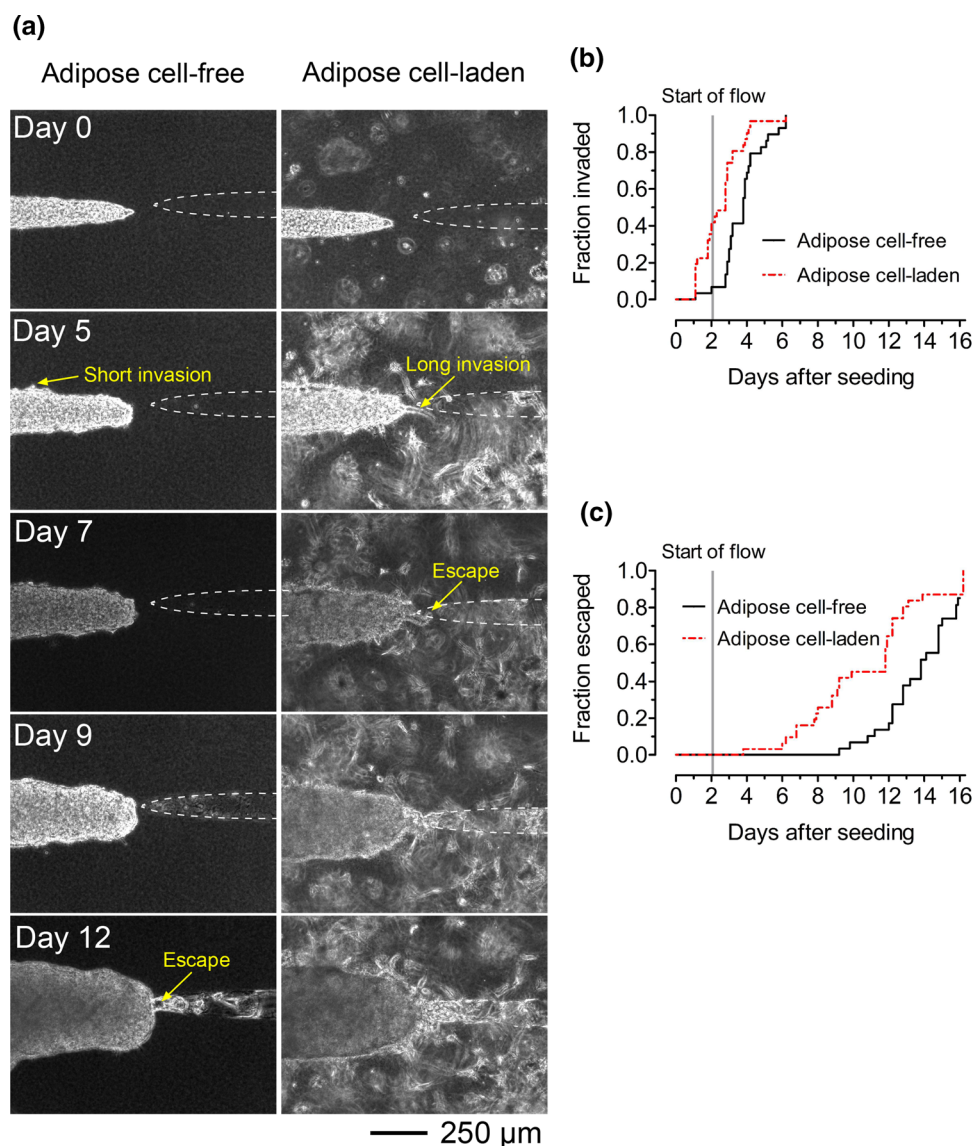 (a)
Adipose cell-free
Adipose cell-laden
Day 0
Day 5
Short invasion
Long invasion
Day 7
Escape
Day 9
Day 12
Escape
250 µm
(b)
Start of flow
Fraction invaded
1.0
0.8
0.6
0.4
0.2
0.0
Adipose cell-free
Adipose cell-laden
0 2 4 6 8 10 12 14 16
Days after seeding
(c)
Start of flow
Fraction escaped
1.0
0.8
0.6
0.4
0.2
0.0
Adipose cell-free
Adipose cell-laden
0 2 4 6 8 10 12 14 16
Days after seeding